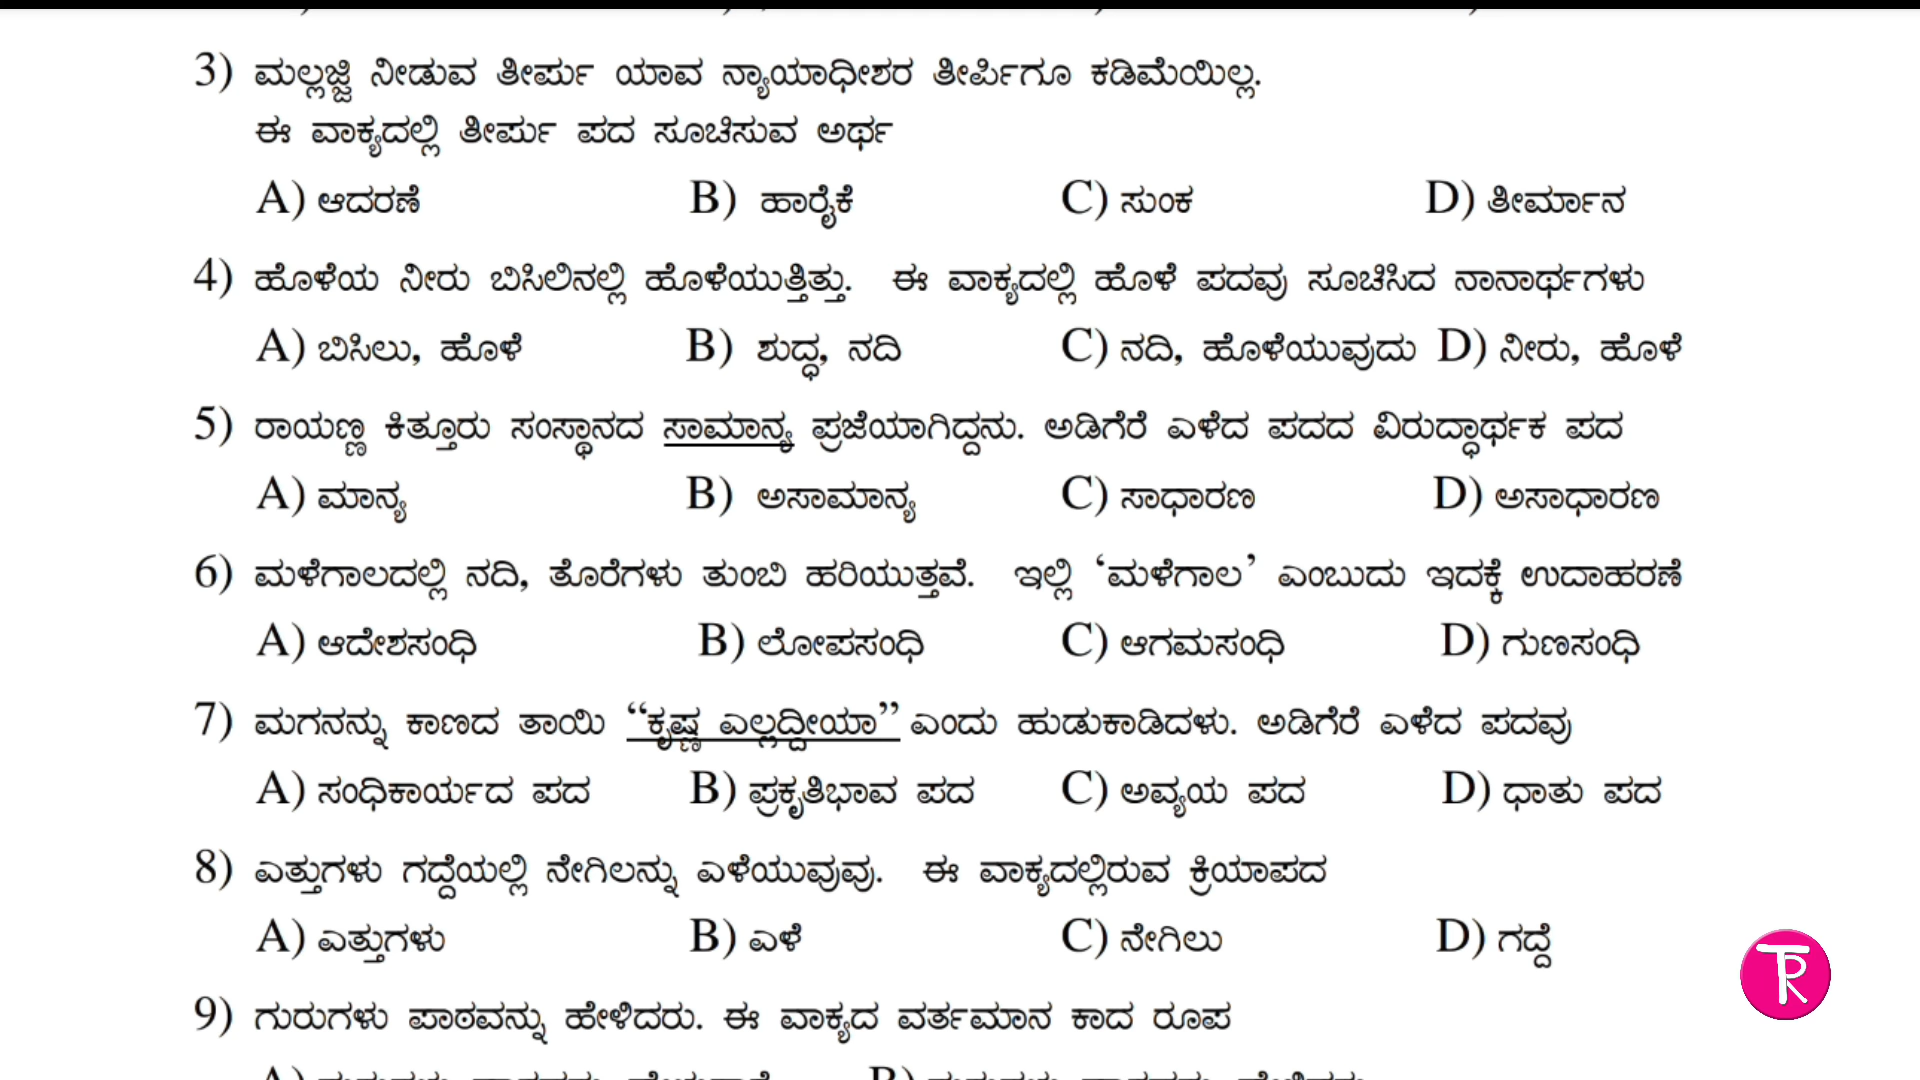 3) ಮಲ್ಲಜ್ಜಿ ನೀಡುವ ತೀರ್ಪು ಯಾವ ನ್ಯಾಯಾಧೀಶರ ತೀರ್ಪಿಗೂ ಕಡಿಮೆಯಿಲ್ಲ.
ಈ ವಾಕ್ಯದಲ್ಲಿ ತೀರ್ಪು ಪದ ಸೂಚಿಸುವ ಅರ್ಥ
A) ಆದರಣೆ B) ಹಾರೈಕೆ C) ಸುಂಕ D) ತೀರ್ಮಾನ
4) ಹೊಳೆಯ ನೀರು ಬಿಸಿಲಿನಲ್ಲಿ ಹೊಳೆಯುತ್ತಿತ್ತು. ಈ ವಾಕ್ಯದಲ್ಲಿ ಹೊಳೆ ಪದವು ಸೂಚಿಸಿದ ನಾನಾರ್ಥಗಳು
A) ಬಿಸಿಲು, ಹೊಳೆ B) ಶುದ್ಧ, ನದಿ C) ನದಿ, ಹೊಳೆಯುವುದು D) ನೀರು, ಹೊಳೆ
5) ರಾಯಣ್ಣ ಕಿತ್ತೂರು ಸಂಸ್ಥಾನದ ಸಾಮಾನ್ಯ ಪ್ರಜೆಯಾಗಿದ್ದನು. ಅಡಿಗೆರೆ ಎಳೆದ ಪದದ ವಿರುದ್ಧಾರ್ಥಕ ಪದ
A) ಮಾನ್ಯ B) ಅಸಾಮಾನ್ಯ C) ಸಾಧಾರಣ D) ಅಸಾಧಾರಣ
6) ಮಳೆಗಾಲದಲ್ಲಿ ನದಿ, ತೊರೆಗಳು ತುಂಬಿ ಹರಿಯುತ್ತವೆ. ಇಲ್ಲಿ ‘ಮಳೆಗಾಲ’ ಎಂಬುದು ಇದಕ್ಕೆ ಉದಾಹರಣೆ
A) ಆದೇಶಸಂಧಿ B) ಲೋಪಸಂಧಿ C) ಆಗಮಸಂಧಿ D) ಗುಣಸಂಧಿ
7) ಮಗನನ್ನು ಕಾಣದ ತಾಯಿ “ಕೃಷ್ಣ ಎಲ್ಲದ್ದೀಯಾ” ಎಂದು ಹುಡುಕಾಡಿದಳು. ಅಡಿಗೆರೆ ಎಳೆದ ಪದವು
A) ಸಂಧಿಕಾರ್ಯದ ಪದ B) ಪ್ರಕೃತಿಭಾವ ಪದ C) ಅವ್ಯಯ ಪದ D) ಧಾತು ಪದ
8) ಎತ್ತುಗಳು ಗದ್ದೆಯಲ್ಲಿ ನೇಗಿಲನ್ನು ಎಳೆಯುವುವು. ಈ ವಾಕ್ಯದಲ್ಲಿರುವ ಕ್ರಿಯಾಪದ
A) ಎತ್ತುಗಳು B) ಎಳೆ C) ನೇಗಿಲು D) ಗದ್ದೆ
9) ಗುರುಗಳು ಪಾಠವನ್ನು ಹೇಳಿದರು. ಈ ವಾಕ್ಯದ ವರ್ತಮಾನ ಕಾದ ರೂಪ